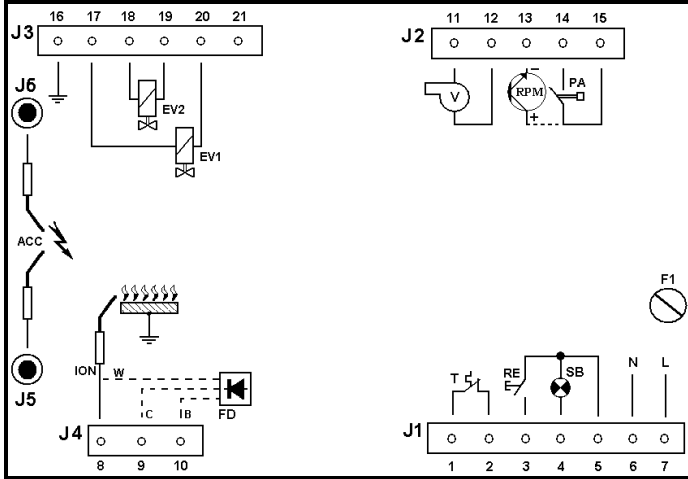 16 17 18 19 20 21
J3
11 12 13 14 15
J2
J6
EV2
EV1
V
− RPM +
PA
ACC
F1
ION
W
C
IB
FD
J5
J4
8 9 10
T
RE
SB
N L
J1
1 2 3 4 5 6 7